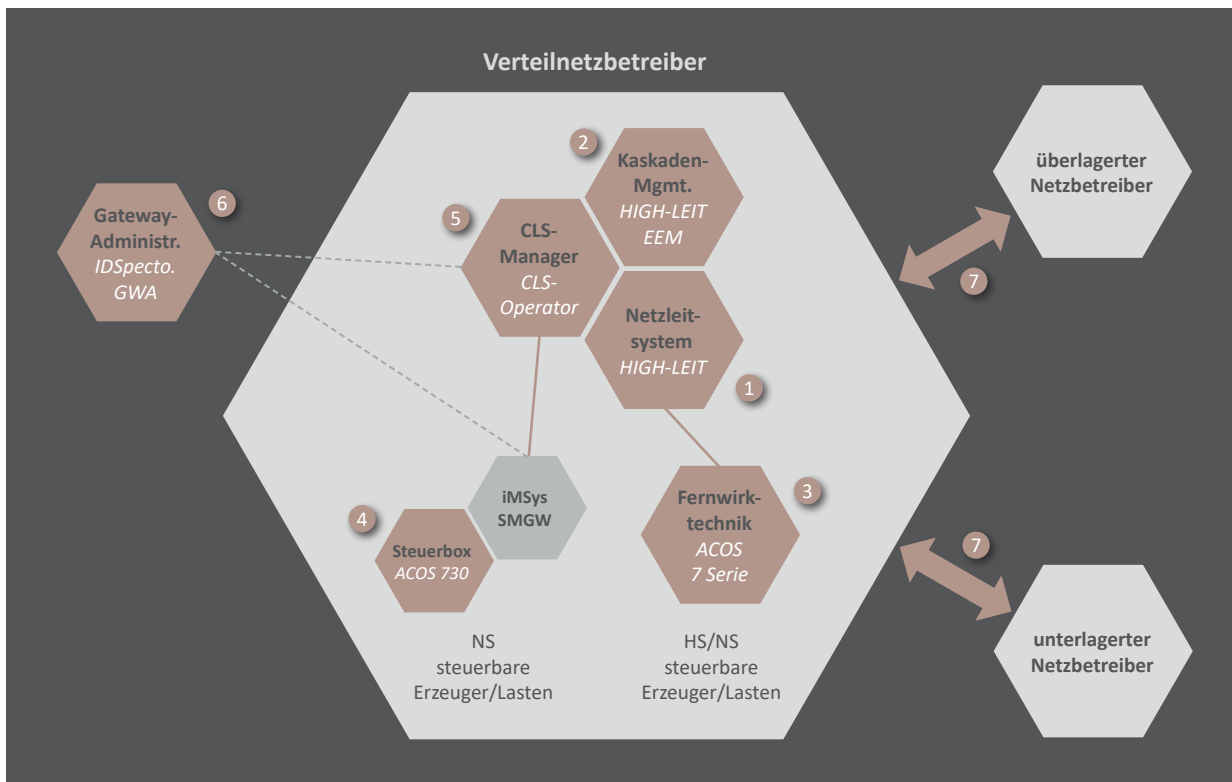 Verteilnetzbetreiber
2
Kaskaden-
Mgmt.
HIGH-LEIT
EEM
überlagerter
Netzbetreiber
6
Gateway-
Administr.
IDSpecto.
GWA
5
CLS-
Manager
CLS-
Operator
7
Netzleit-
system
HIGH-LEIT
1
iMSys
SMGW
3
Fernwirk-
technik
ACOS
7 Serie
4
Steuerbox
ACOS 730
7
unterlagerter
Netzbetreiber
NS
steuerbare
Erzeuger/Lasten
HS/NS
steuerbare
Erzeuger/Lasten